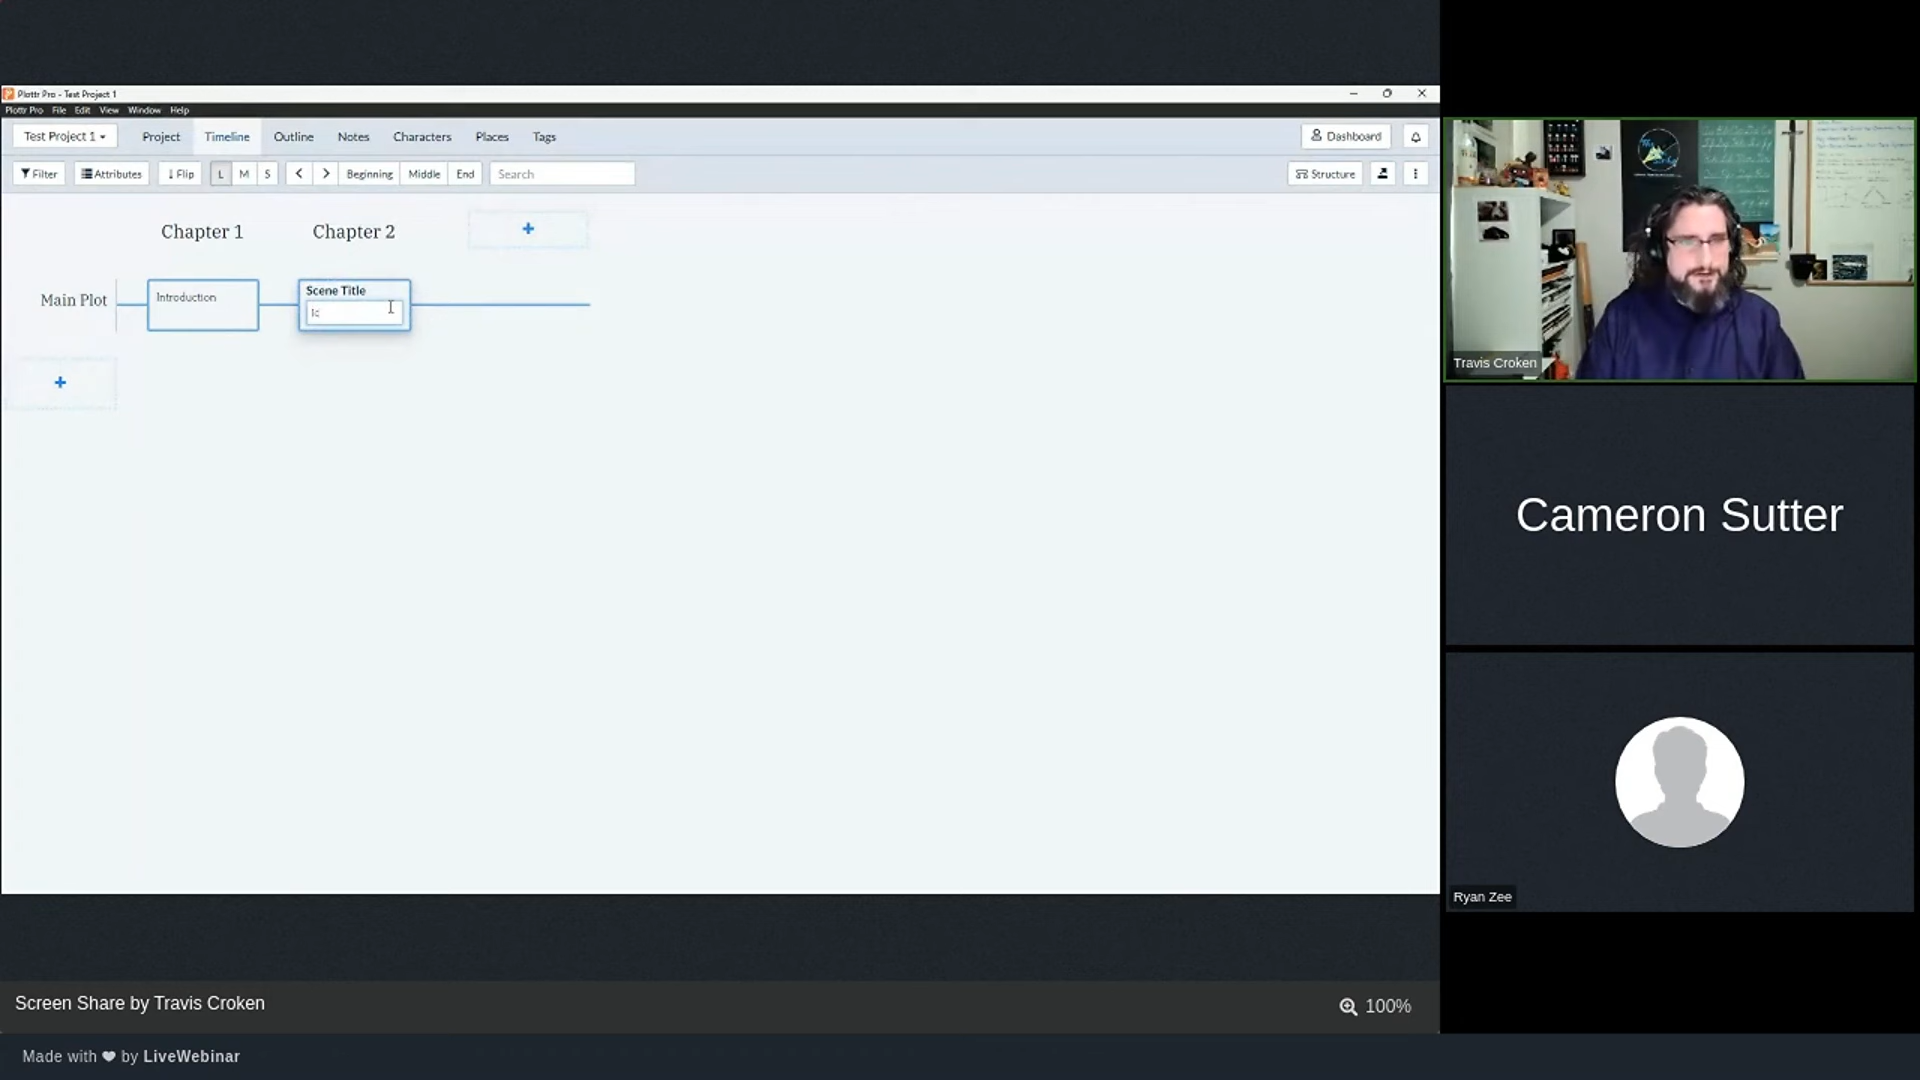 Plottr Pro - Test Project 1
Plottr Pro File Edit View Window Help
Test Project 1 Project Timeline Outline Notes Characters Places Tags Dashboard
Filter Attributes Flip L M S Beginning Middle End Search Structure
Chapter 1 Chapter 2
Main Plot Introduction Scene Title
Ic
Travis Croken
Cameron Sutter
Ryan Zee
Screen Share by Travis Croken 100%
Made with ❤ by LiveWebinar